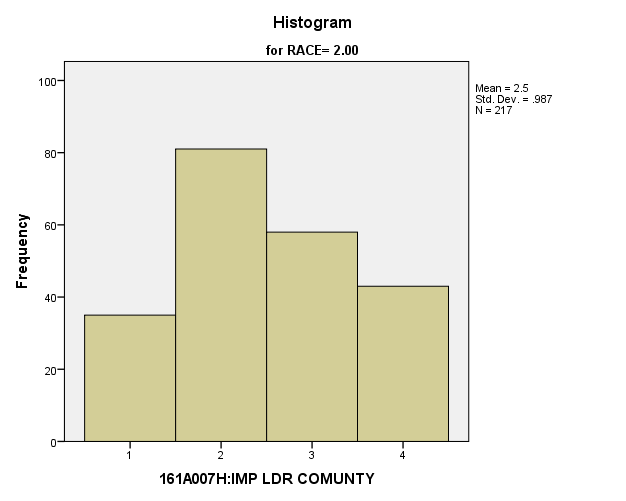 Histogram
for RACE= 2.00
Mean = 2.5
Std. Dev. = .987
N = 217
100
80
60
40
20
0
Frequency
1 2 3 4
161A007H:IMP LDR COMUNTY